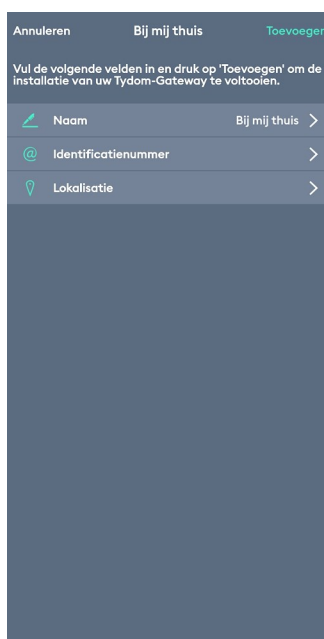 Annuleren Bij mij thuis Toevoegen
Vul de volgende velden in en druk op 'Toevoegen' om de
installatie van uw Tydom-Gateway te voltooien.
Naam Bij mij thuis
@ Identificatienummer
Lokalisatie